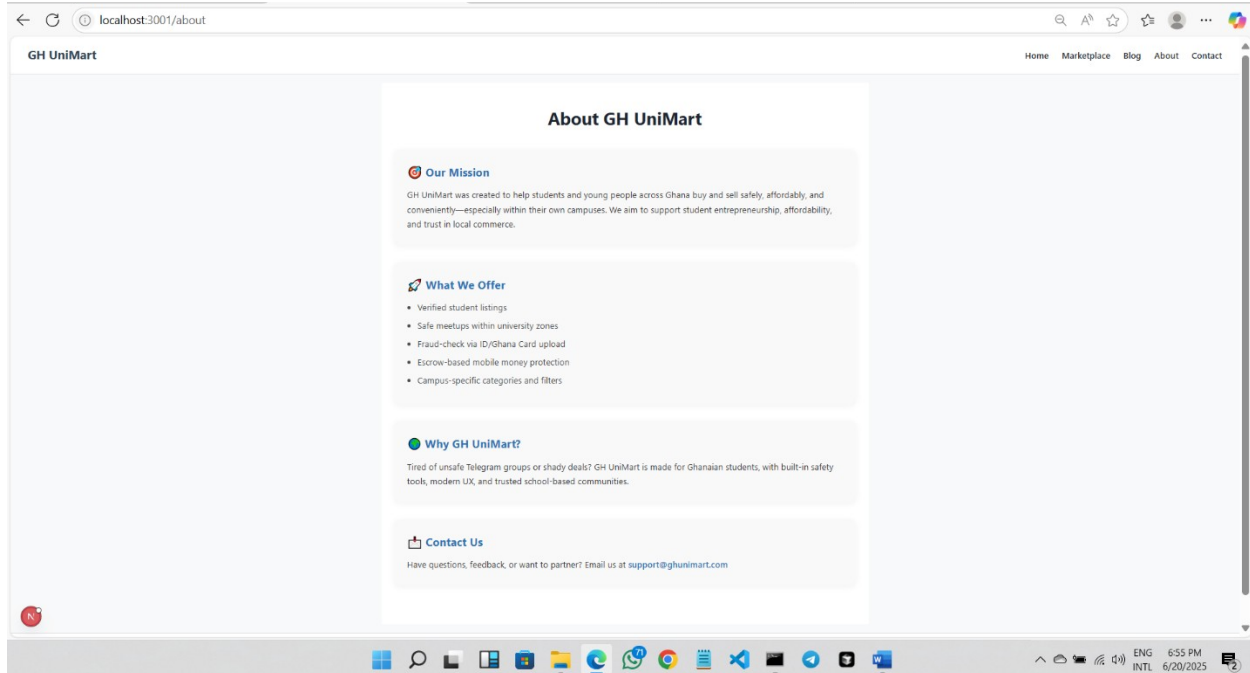 localhost:3001/about
GH UniMart
Home Marketplace Blog About Contact
About GH UniMart
Our Mission
GH UniMart was created to help students and young people across Ghana buy and sell safely, affordably, and
conveniently—especially within their own campuses. We aim to support student entrepreneurship, affordability,
and trust in local commerce.
What We Offer
• Verified student listings
• Safe meetups within university zones
• Fraud-check via ID/Ghana Card upload
• Escrow-based mobile money protection
• Campus-specific categories and filters
Why GH UniMart?
Tired of unsafe Telegram groups or shady deals? GH UniMart is made for Ghanaian students, with built-in safety
tools, modern UX, and trusted school-based communities.
Contact Us
Have questions, feedback, or want to partner? Email us at support@ghunimart.com
N
71
ENG 6:55 PM
INTL 6/20/2025
2